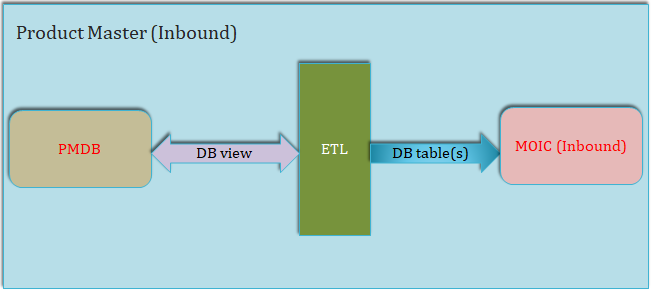 Product Master (Inbound)
PMDB
DB view
ETL
DB table(s)
MOIC (Inbound)